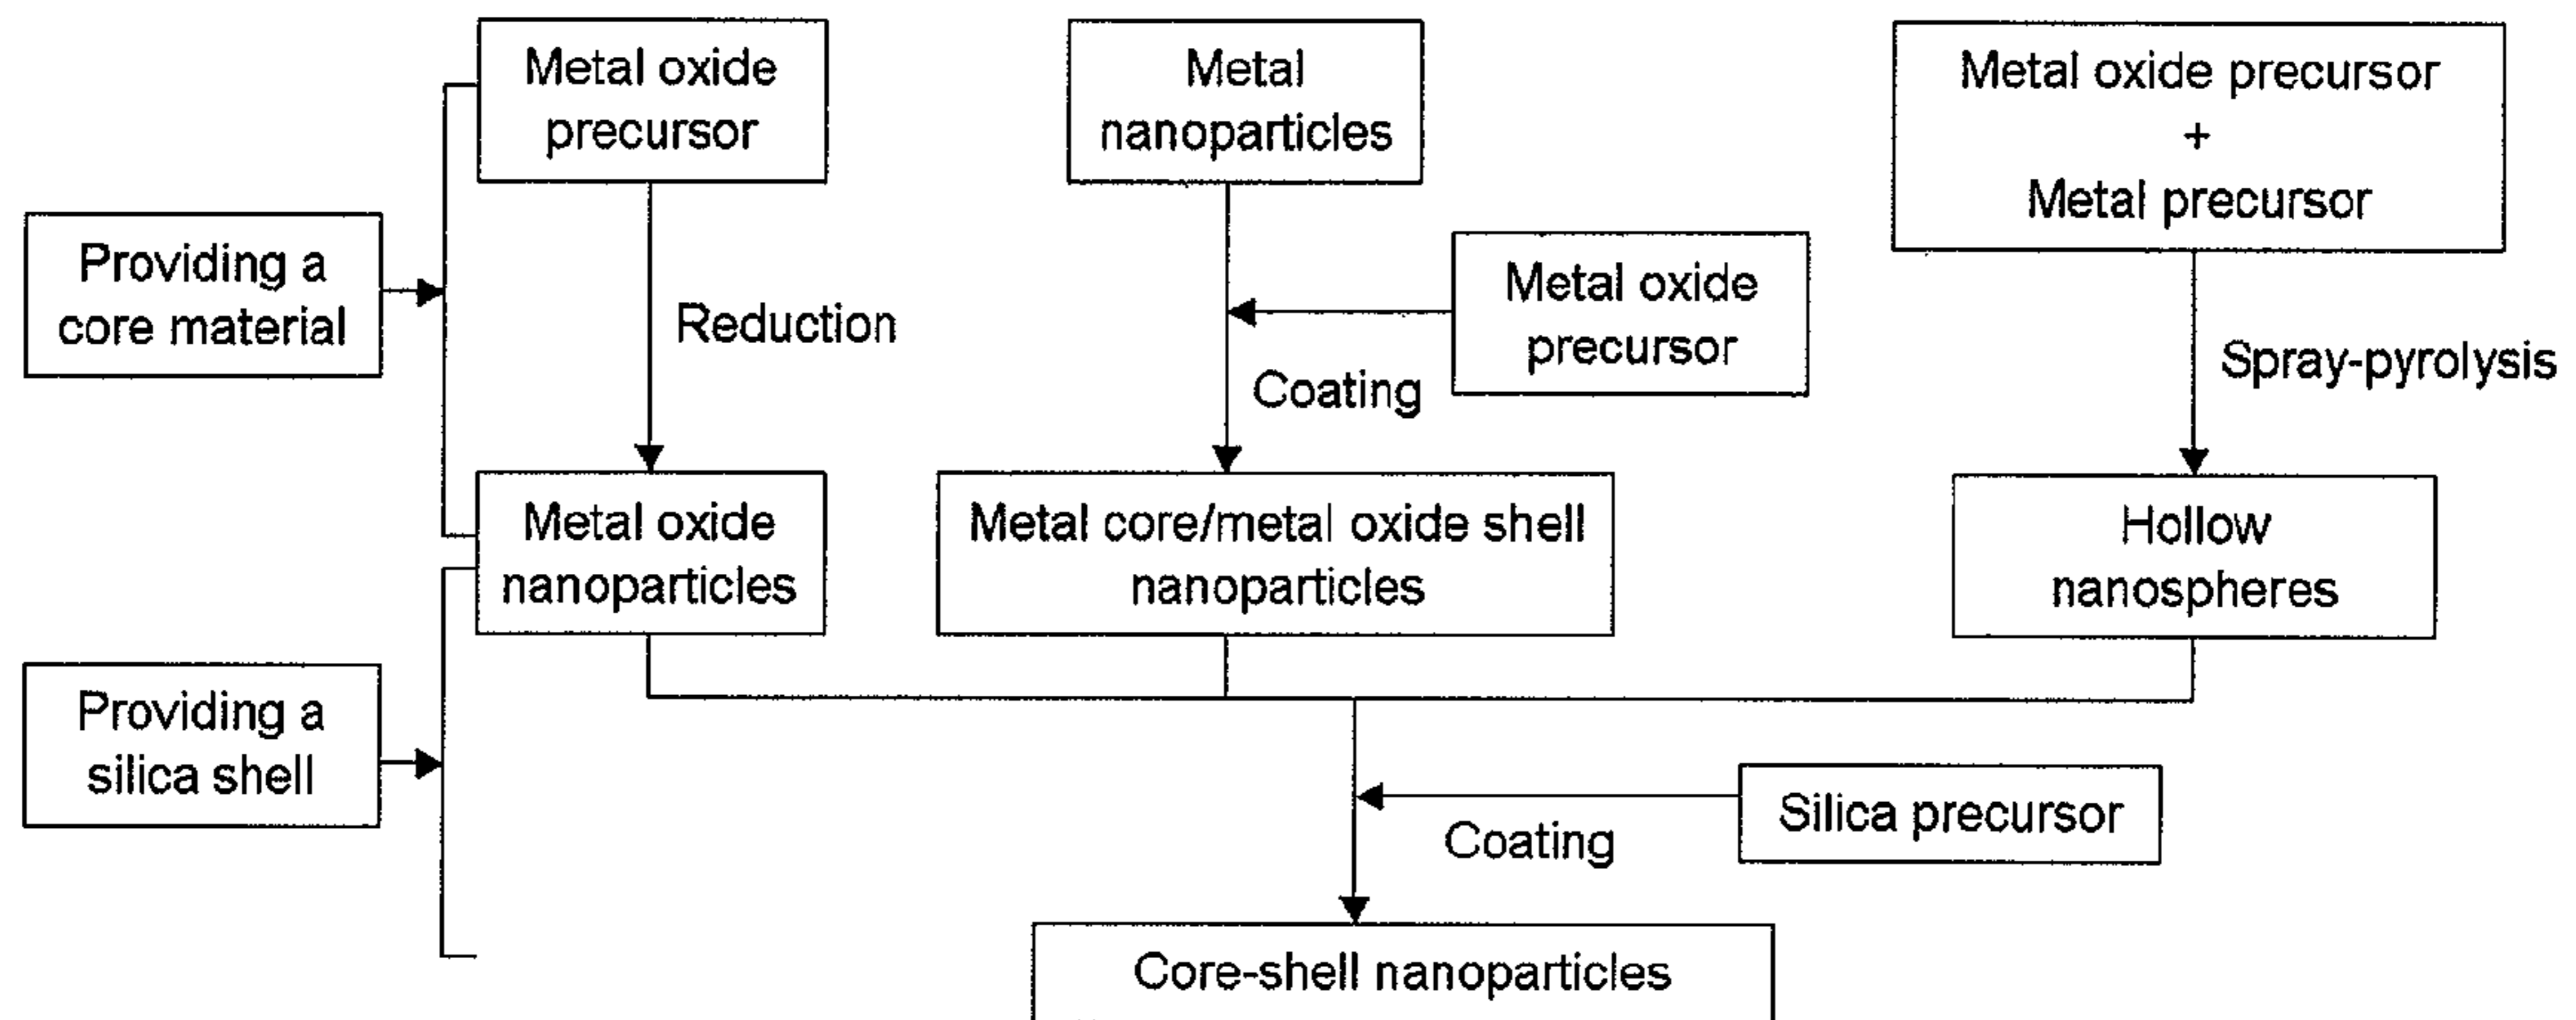 Metal oxide
precursor
Metal
nanoparticles
Metal oxide precursor
+
Metal precursor
Providing a
core material
Reduction
Metal oxide
precursor
Coating
Spray-pyrolysis
Metal oxide
nanoparticles
Metal core/metal oxide shell
nanoparticles
Hollow
nanospheres
Providing a
silica shell
Silica precursor
Coating
Core-shell nanoparticles